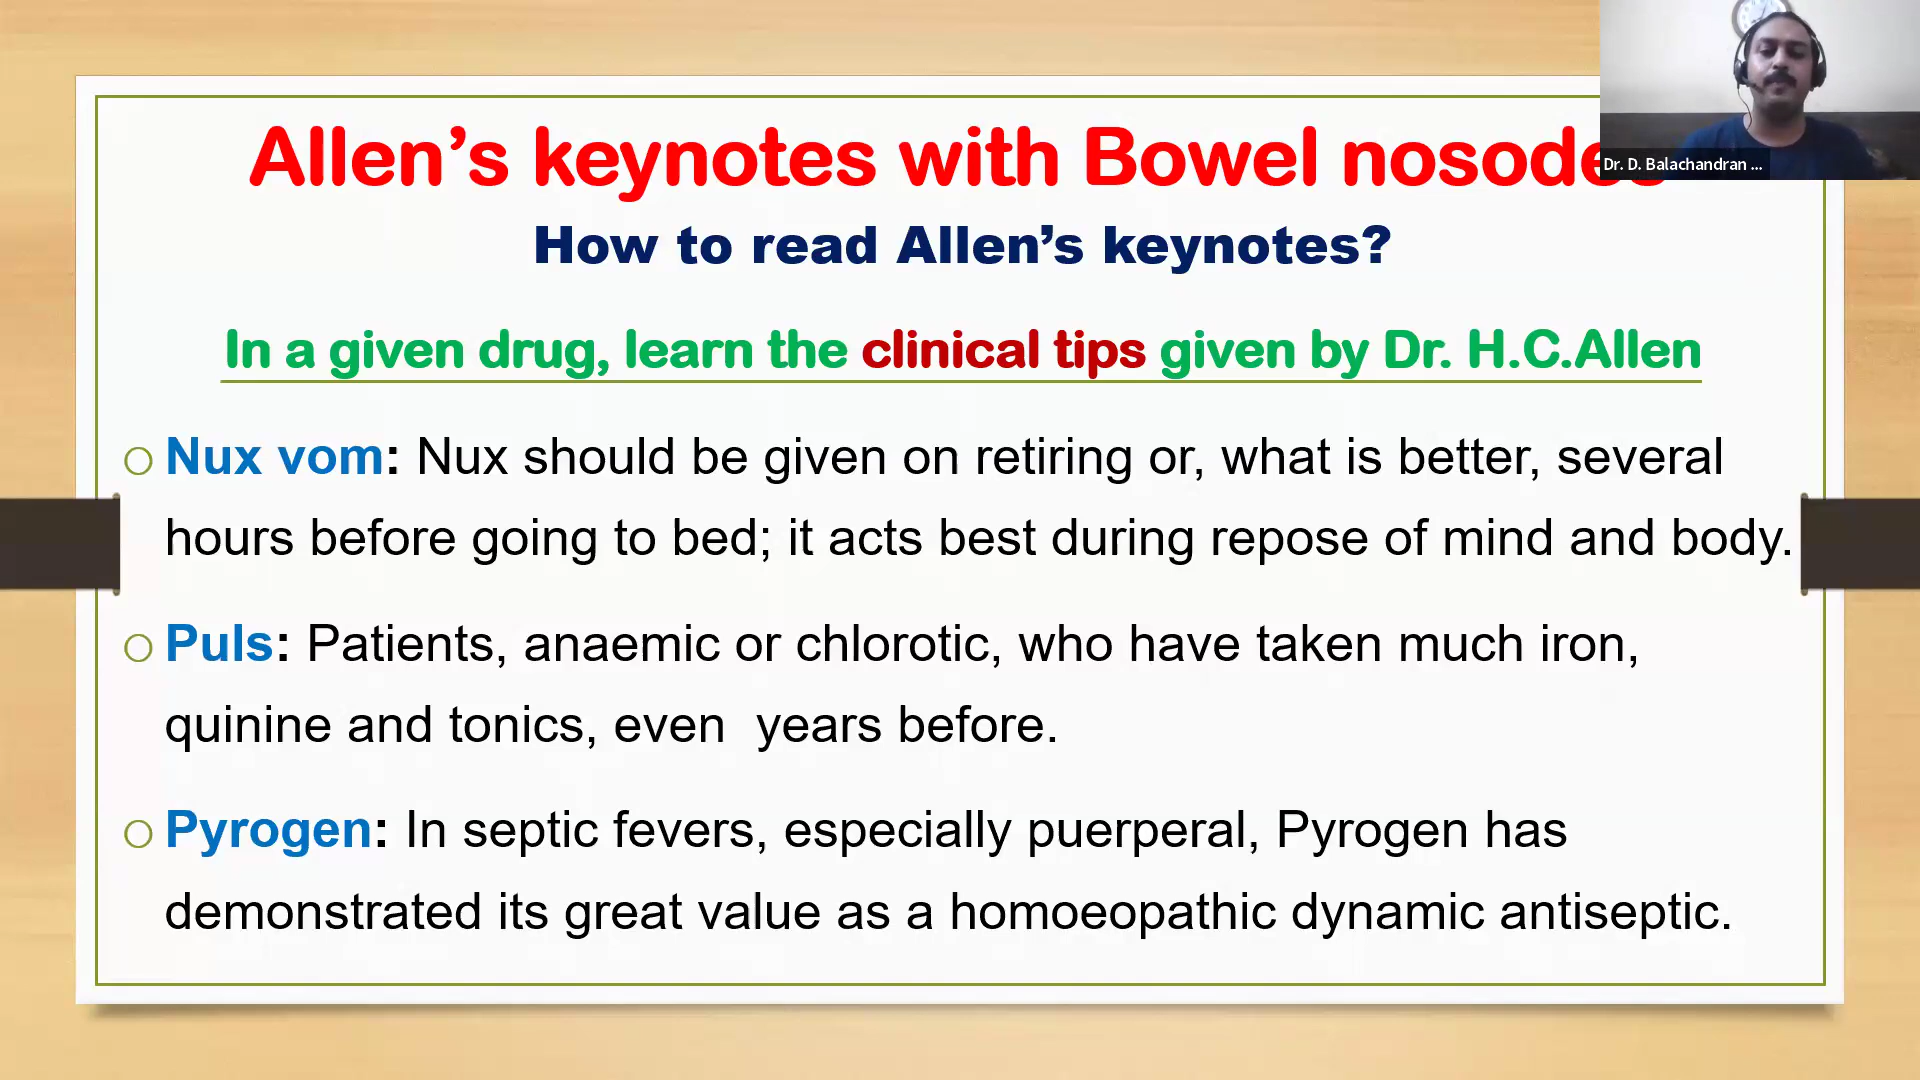 Allen’s keynotes with Bowel nosodes
Dr. D. Balachandran ...
How to read Allen’s keynotes?
In a given drug, learn the clinical tips given by Dr. H.C.Allen
Nux vom: Nux should be given on retiring or, what is better, several
hours before going to bed; it acts best during repose of mind and body.
Puls: Patients, anaemic or chlorotic, who have taken much iron,
quinine and tonics, even  years before.
Pyrogen: In septic fevers, especially puerperal, Pyrogen has
demonstrated its great value as a homoeopathic dynamic antiseptic.